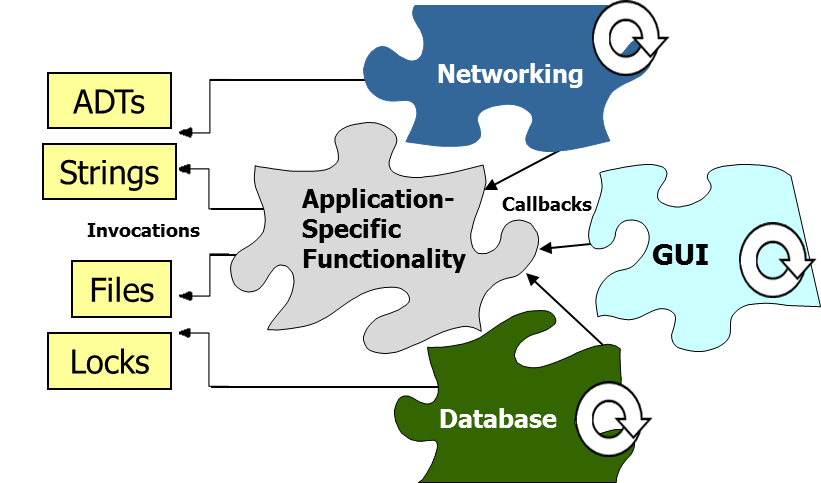 Networking
ADTs
Strings
Application-
Specific
Functionality
Callbacks
Invocations
GUI
Files
Locks
Database